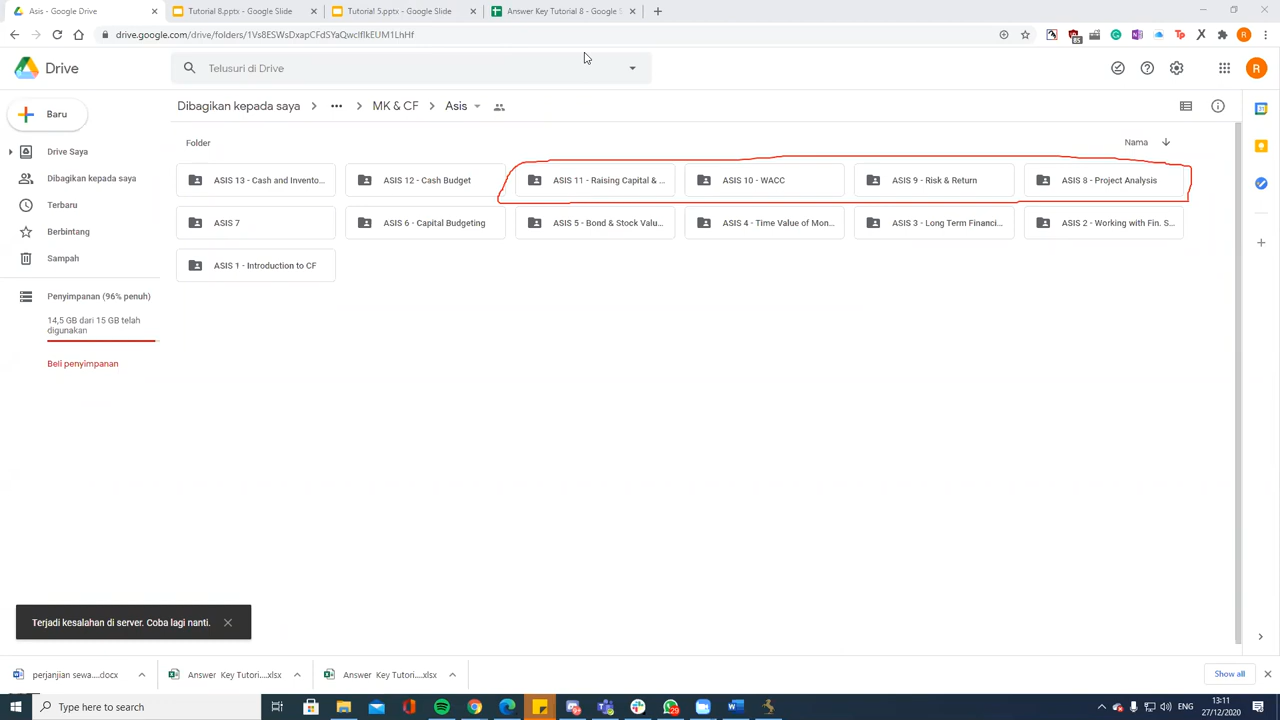 Asis - Google Drive
Tutorial 8.pptx - Google Slide
Tutorial 5.pptx - Google Slide
Answer Key Tutorial 8 - Google S
drive.google.com/drive/folders/1Vs8ESWsDxapCFdSYaQwcIflkEUM1LhHf
35
R
Drive
Telusuri di Drive
R
Baru
Dibagikan kepada saya
MK & CF
Asis
Folder
Nama
Drive Saya
Dibagikan kepada saya
Terbaru
Berbintang
Sampah
Penyimpanan (96% penuh)
14,5 GB dari 15 GB telah
digunakan
Beli penyimpanan
ASIS 13 - Cash and Invento...
ASIS 12 - Cash Budget
ASIS 11 - Raising Capital & ...
ASIS 10 - WACC
ASIS 9 - Risk & Return
ASIS 8 - Project Analysis
ASIS 7
ASIS 6 - Capital Budgeting
ASIS 5 - Bond & Stock Valu...
ASIS 4 - Time Value of Mon...
ASIS 3 - Long Term Financi...
ASIS 2 - Working with Fin. S...
ASIS 1 - Introduction to CF
Terjadi kesalahan di server. Coba lagi nanti.
perjanjian sewa....docx
Answer Key Tutori....xlsx
Answer Key Tutori....xlsx
Show all
Type here to search
29
ENG
13:11
27/12/2020